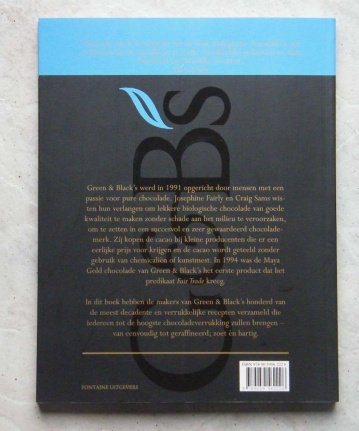 G&B's
Green & Black's werd in 1991 opgericht door mensen met een
passie voor pure chocolade. Josephine Fairly en Craig Sams wis-
ten hun verlangen om lekkere biologische chocolade van goede
kwaliteit te maken zonder schade aan het milieu te veroorzaken,
om te zetten in een succesvol en zeer gewaardeerd chocolade-
merk. Zij kopen de cacao bij kleine producenten die er een
eerlijke prijs voor krijgen en de cacao wordt geteeld zonder
gebruik van chemicaliën of kunstmest. In 1994 was de Maya
Gold chocolade van Green & Black's het eerste product dat het
predikaat Fair Trade kreeg.
In dit boek hebben de makers van Green & Black's honderd van
de meest decadente en verrukkelijke recepten verzameld die
iedereen tot de hoogste chocoladeverrukking zullen brengen –
van eenvoudig tot geraffineerd; zoet én hartig.
FONTAINE UITGEVERS